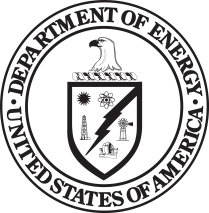 DEPARTMENT OF ENERGY
UNITED STATES OF AMERICA